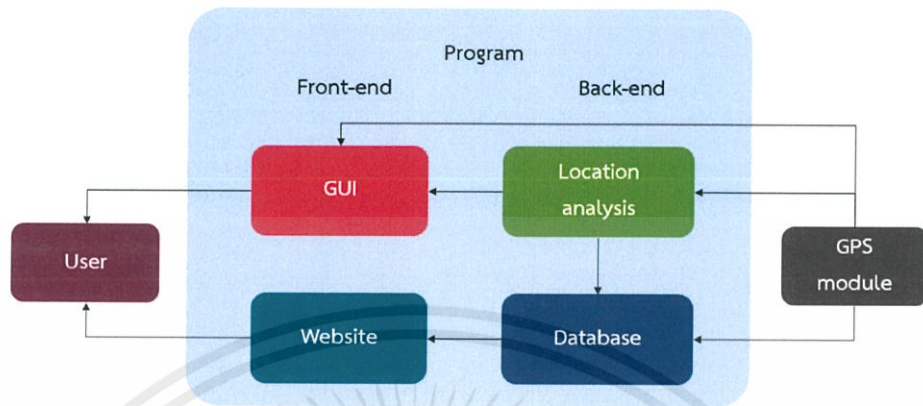 Program
Front-end
Back-end
GUI
Location
analysis
User
GPS
module
Website
Database